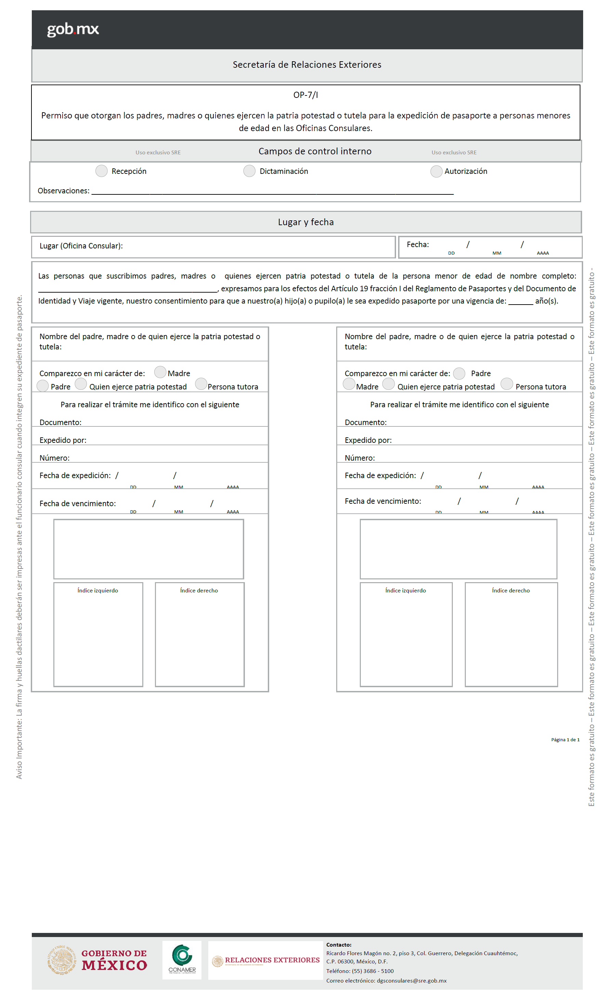 gob.mx
Secretaría de Relaciones Exteriores
OP-7/I
Permiso que otorgan los padres, madres o quienes ejercen la patria potestad o tutela para la expedición de pasaporte a personas menores
de edad en las Oficinas Consulares.
Uso exclusivo SRE Campos de control interno Uso exclusivo SRE
Recepción Dictaminación Autorización
Observaciones:
Lugar y fecha
Lugar (Oficina Consular):
Fecha: / /
DD MM AAAA
Las personas que suscribimos padres, madres o quienes ejercen patria potestad o tutela de la persona menor de edad de nombre completo:
, expresamos para los efectos del Artículo 19 fracción I del Reglamento de Pasaportes y del Documento de
Identidad y Viaje vigente, nuestro consentimiento para que a nuestro(a) hijo(a) o pupilo(a) le sea expedido pasaporte por una vigencia de: ______ año(s).
Nombre del padre, madre o de quien ejerce la patria potestad o
tutela:
Comparezco en mi carácter de: Madre
Padre Quien ejerce patria potestad Persona tutora
Para realizar el trámite me identifico con el siguiente
Documento:
Expedido por:
Número:
Fecha de expedición: / /
DD MM AAAA
Fecha de vencimiento: / /
DD MM AAAA
Índice izquierdo Índice derecho
Nombre del padre, madre o de quien ejerce la patria potestad o
tutela:
Comparezco en mi carácter de: Padre
Madre Quien ejerce patria potestad Persona tutora
Para realizar el trámite me identifico con el siguiente
Documento:
Expedido por:
Número:
Fecha de expedición: / /
DD MM AAAA
Fecha de vencimiento: / /
DD MM AAAA
Índice izquierdo Índice derecho
Aviso Importante: La firma y huellas dactilares deberán ser impresas ante el funcionario consular cuando integren su expediente de pasaporte.
Este formato es gratuito – Este formato es gratuito – Este formato es gratuito – Este formato es gratuito – Este formato es gratuito – Este formato es gratuito -
Página 1 de 1
GOBIERNO DE
MÉXICO
CONAMER
RELACIONES EXTERIORES
SECRETARÍA DE RELACIONES EXTERIORES
Contacto:
Ricardo Flores Magón no. 2, piso 3, Col. Guerrero, Delegación Cuauhtémoc,
C.P. 06300, México, D.F.
Teléfono: (55) 3686 - 5100
Correo electrónico: dgsconsulares@sre.gob.mx